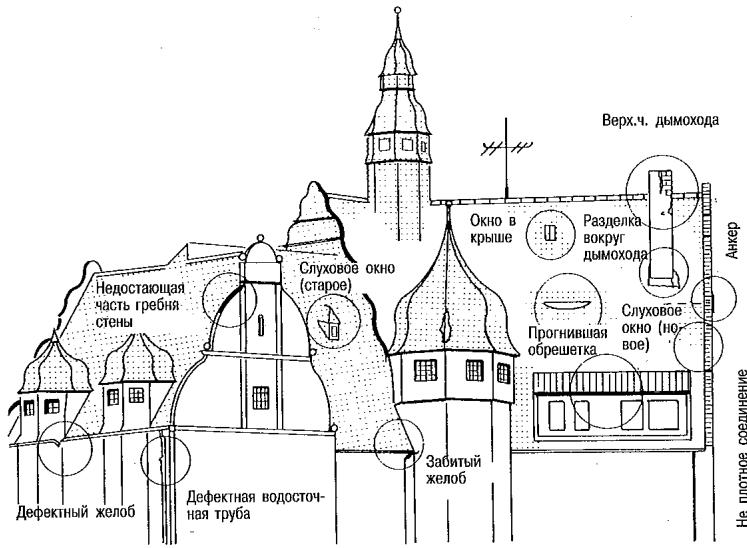 Верх.ч. дымохода
Окно в
крыше
Разделка
вокруг
дымохода
Анкер
Слуховое окно
(старое)
Недостающая
часть гребня
стены
Прогнившая
обрешетка
Слуховое
окно (но-
вое)
Не плотное соединение
Забитый
желоб
Дефектная водосточ-
ная труба
Дефектный желоб